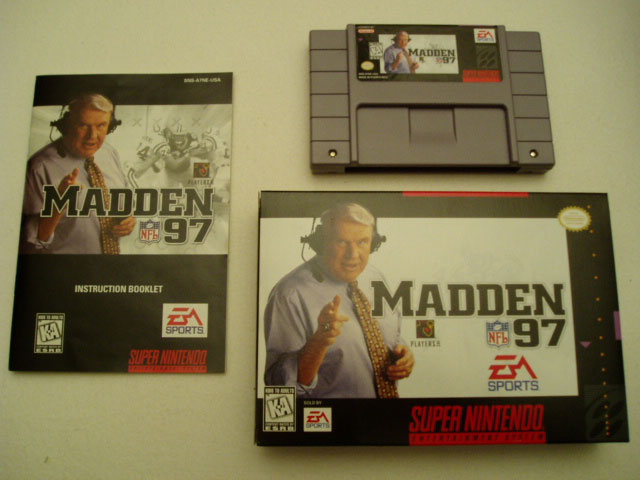 SNS-A7NE-USA
PLAYERS INC
MADDEN
NFL 97
INSTRUCTION BOOKLET
KIDS TO ADULTS
K-A
ESRB
EA
SPORTS
SUPER NINTENDO
ENTERTAINMENT SYSTEM
EA
SPORTS
MADDEN
97
MADDEN
NFL 97
PLAYERS
EA
SPORTS
KIDS TO ADULTS
K-A
ESRB
SOLD BY
EA
SPORTS
SUPER NINTENDO
ENTERTAINMENT SYSTEM